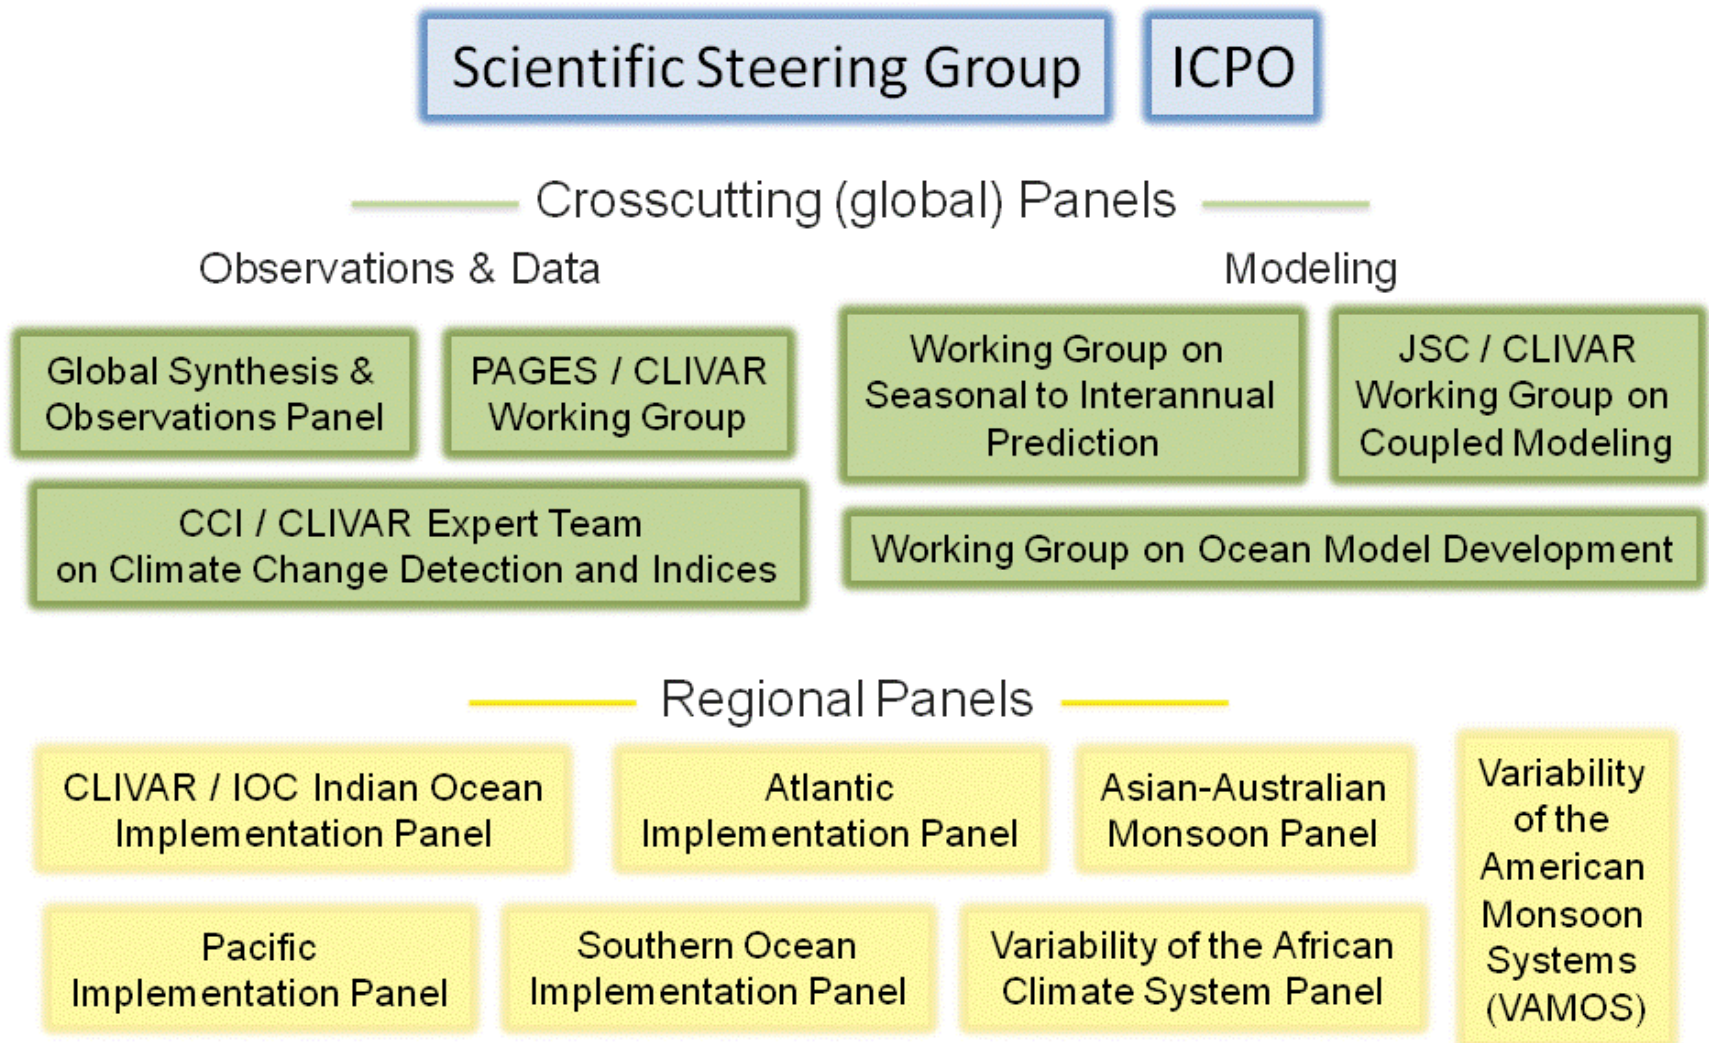 Scientific Steering Group
ICPO
Crosscutting (global) Panels
Observations & Data
Modeling
Global Synthesis &
Observations Panel
PAGES / CLIVAR
Working Group
CCI / CLIVAR Expert Team
on Climate Change Detection and Indices
Working Group on
Seasonal to Interannual
Prediction
JSC / CLIVAR
Working Group on
Coupled Modeling
Working Group on Ocean Model Development
Regional Panels
CLIVAR / IOC Indian Ocean
Implementation Panel
Atlantic
Implementation Panel
Asian-Australian
Monsoon Panel
Variability
of the
American
Monsoon
Systems
(VAMOS)
Pacific
Implementation Panel
Southern Ocean
Implementation Panel
Variability of the African
Climate System Panel